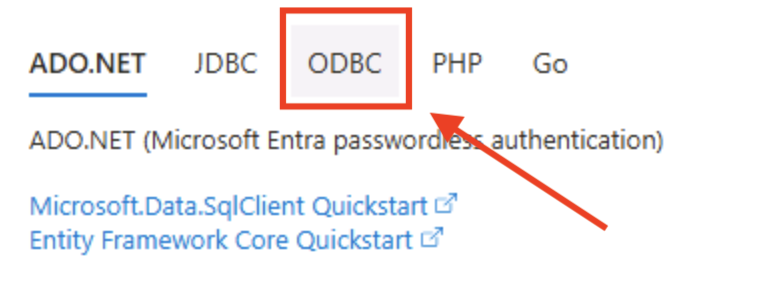 ADO.NET JDBC ODBC PHP Go
ADO.NET (Microsoft Entra passwordless authentication)
Microsoft.Data.SqlClient Quickstart
Entity Framework Core Quickstart